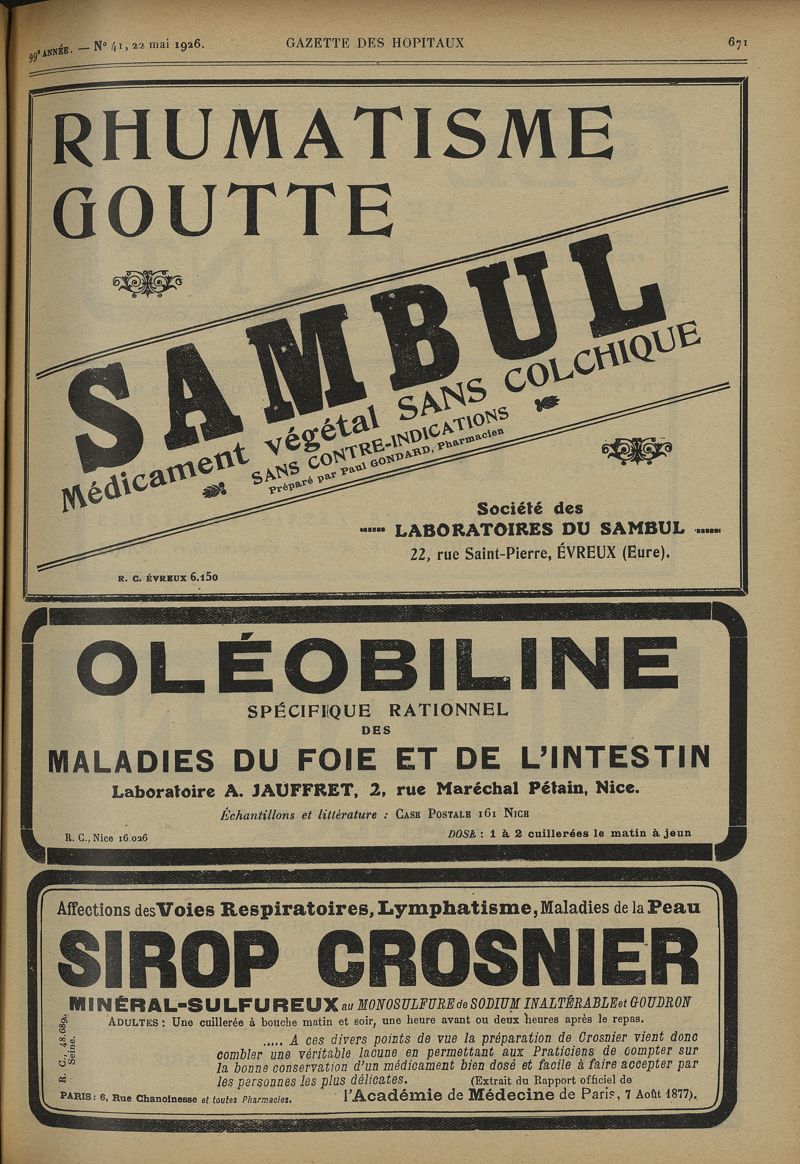 99e ANNÉE. — No 41, 22 mai 1926. GAZETTE DES HOPITAUX 671
RHUMATISME
GOUTTE
SAMBUL
Médicament végétal SANS COLCHIQUE
SANS CONTRE-INDICATIONS
Préparé par Paul GONDARD, Pharmacien
Société des
LABORATOIRES DU SAMBUL
22, rue Saint-Pierre, ÉVREUX (Eure).
R. C. ÉVREUX 6.150
OLÉOBILINE
SPÉCIFIQUE RATIONNEL
DES
MALADIES DU FOIE ET DE L'INTESTIN
Laboratoire A. JAUFFRET, 2, rue Maréchal Pétain, Nice.
Échantillons et littérature : CASE POSTALE 161 NICE
R. C., Nice 16.026 DOSE : 1 à 2 cuillerées le matin à jeun
Affections des Voies Respiratoires, Lymphatisme, Maladies de la Peau
SIROP CROSNIER
MINÉRAL-SULFUREUX au MONOSULFURE de SODIUM INALTÉRABLE et GOUDRON
ADULTES : Une cuillerée à bouche matin et soir, une heure avant ou deux heures après le repas.
R. C., 48.689, Seine.
..... A ces divers points de vue la préparation de Crosnier vient donc
combler une véritable lacune en permettant aux Praticiens de compter sur
la bonne conservation d'un médicament bien dosé et facile à faire accepter par
les personnes les plus délicates. (Extrait du Rapport officiel de
PARIS : 6, Rue Chanoinesse et toutes Pharmacies. l'Académie de Médecine de Paris, 7 Août 1877).